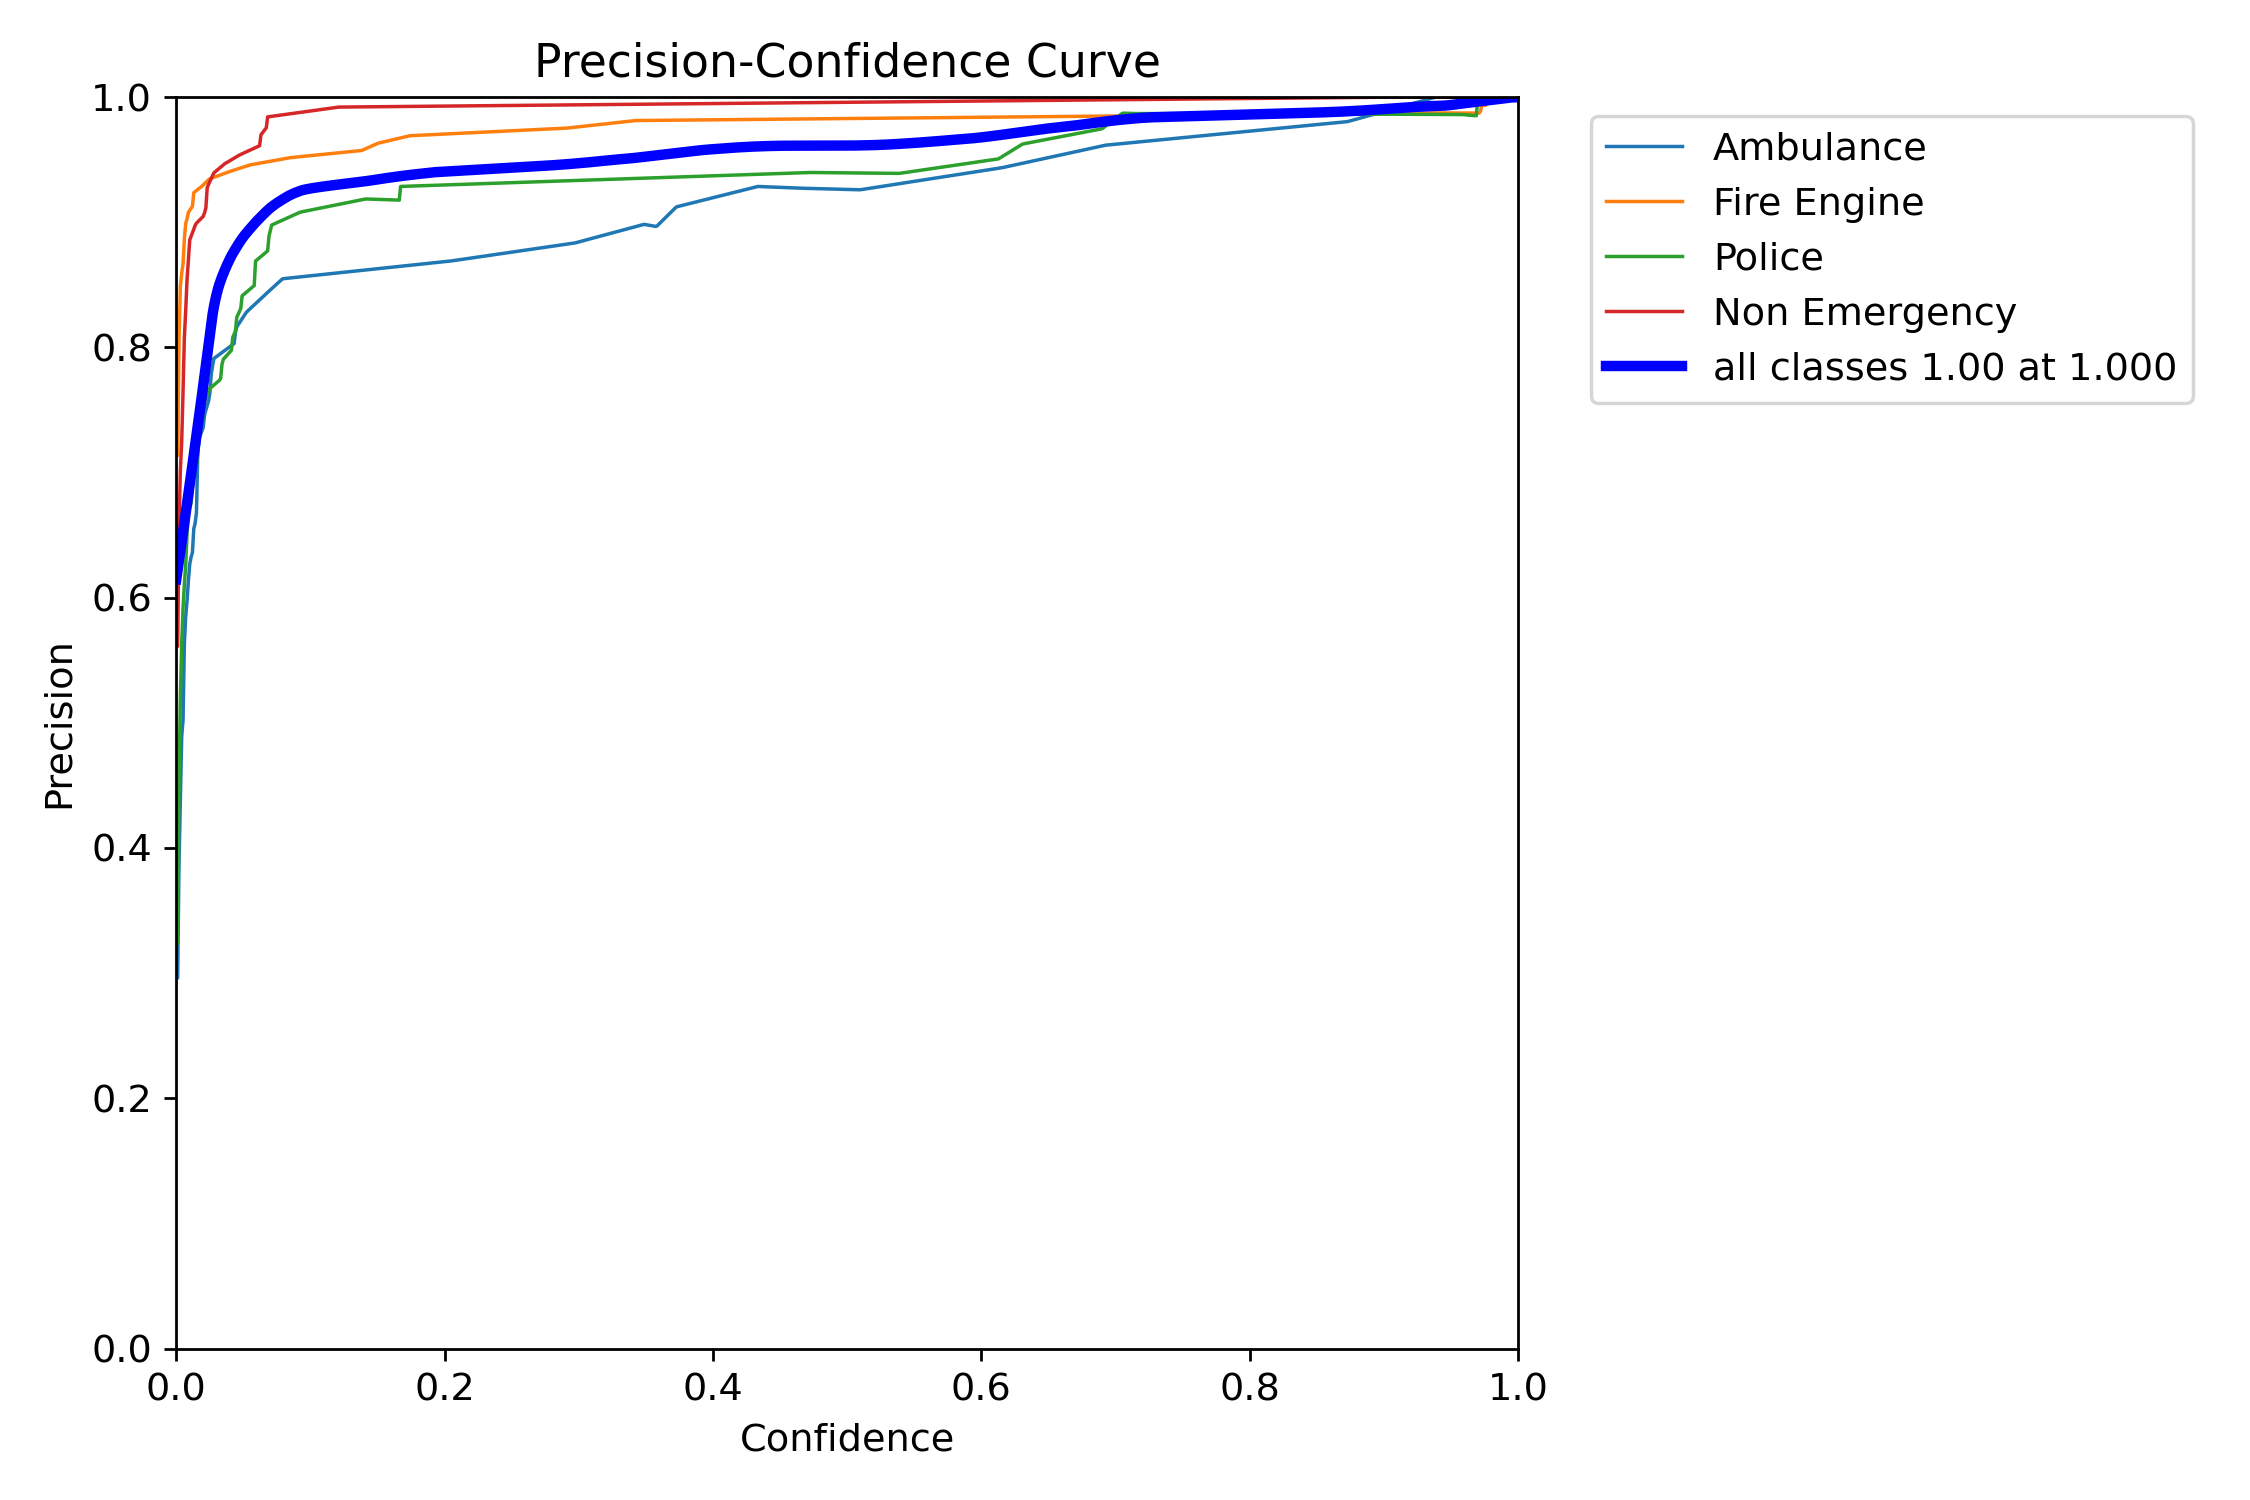 Precision-Confidence Curve
1.0
0.8
0.6
0.4
0.2
0.0
Precision
0.0 0.2 0.4 0.6 0.8 1.0
Confidence
Ambulance
Fire Engine
Police
Non Emergency
all classes 1.00 at 1.000